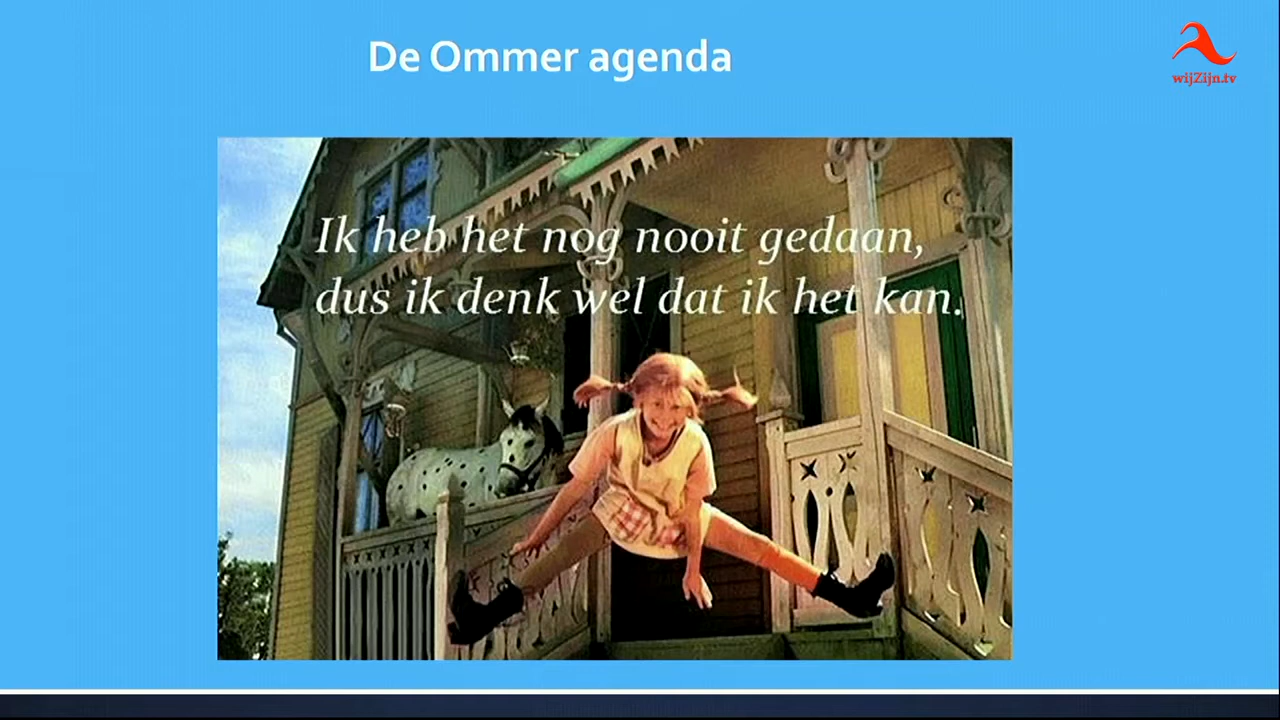 De Ommer agenda
wijZijn.tv
Ik heb het nog nooit gedaan,
dus ik denk wel dat ik het kan.